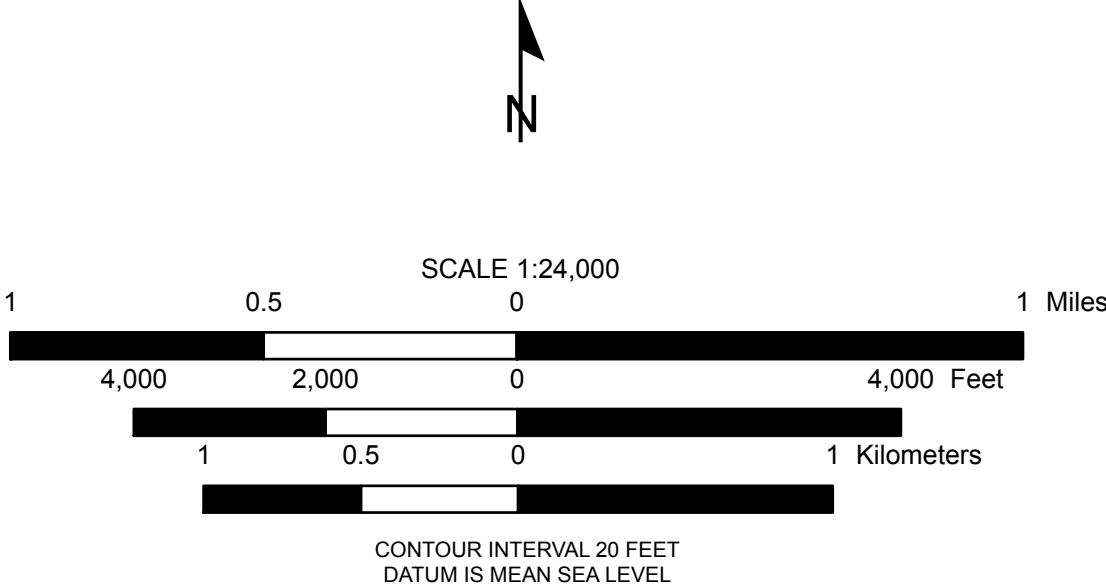 N
SCALE 1:24,000
1 0.5 0 1 Miles
4,000 2,000 0 4,000 Feet
1 0.5 0 1 Kilometers
CONTOUR INTERVAL 20 FEET
DATUM IS MEAN SEA LEVEL